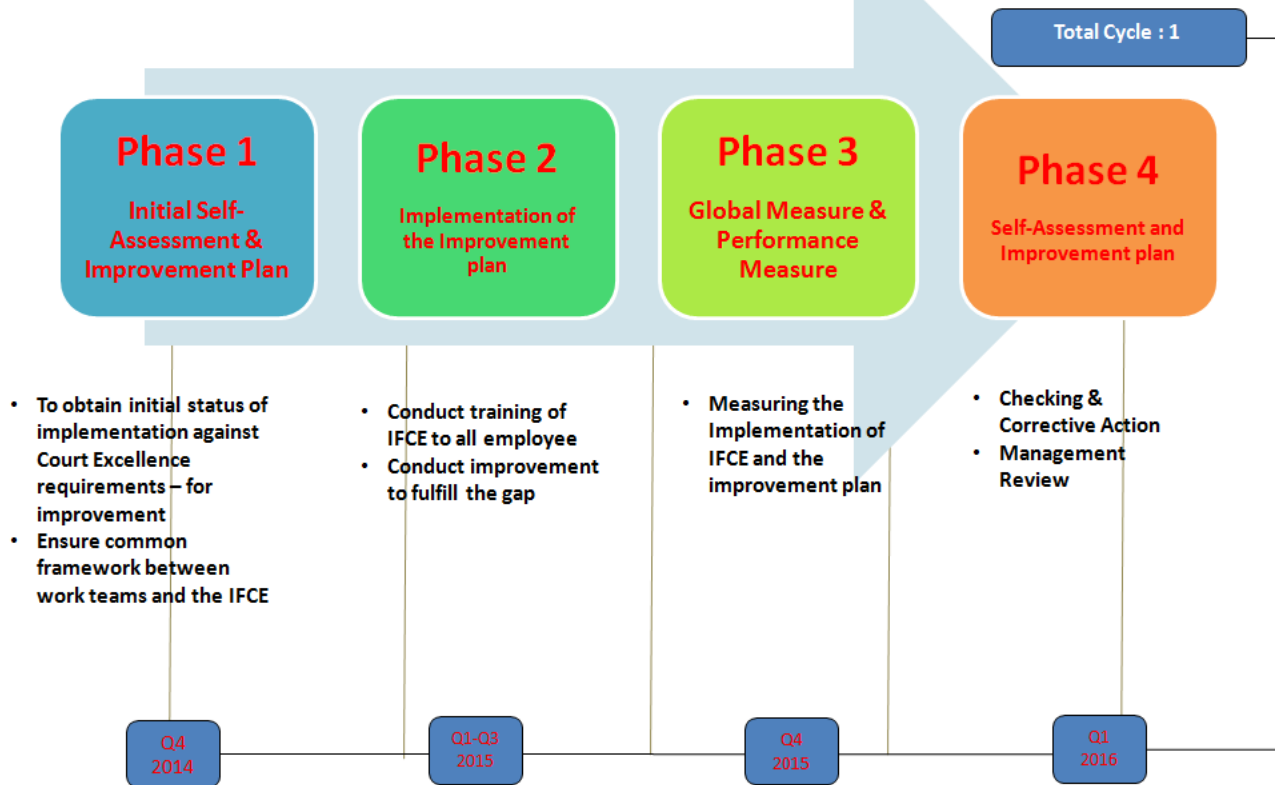 Total Cycle : 1
Phase 1
Initial Self-
Assessment &
Improvement Plan
Phase 2
Implementation of
the Improvement
plan
Phase 3
Global Measure &
Performance
Measure
Phase 4
Self-Assessment and
Improvement plan
• To obtain initial status of
implementation against
Court Excellence
requirements – for
improvement
• Ensure common
framework between
work teams and the IFCE
• Conduct training of
IFCE to all employee
• Conduct improvement
to fulfill the gap
• Measuring the
Implementation of
IFCE and the
improvement plan
• Checking &
Corrective Action
• Management
Review
Q4
2014
Q1-Q3
2015
Q4
2015
Q1
2016